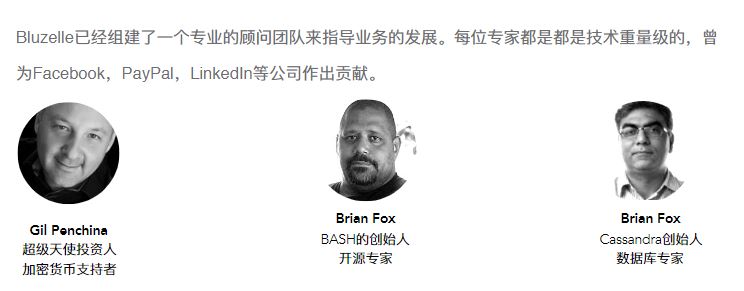 Bluzelle已经组建了一个专业的顾问团队来指导业务的发展。每位专家都是都是技术重量级的，曾
为Facebook，PayPal，LinkedIn等公司作出贡献。
Gil Penchina
超级天使投资人
加密货币支持者
Brian Fox
BASH的创始人
开源专家
Brian Fox
Cassandra创始人
数据库专家